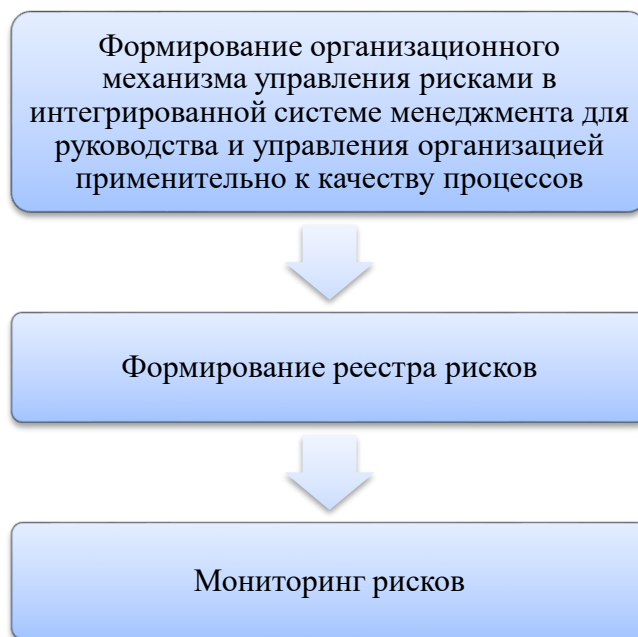 Формирование организационного
механизма управления рисками в
интегрированной системе менеджмента для
руководства и управления организацией
применительно к качеству процессов
Формирование реестра рисков
Мониторинг рисков